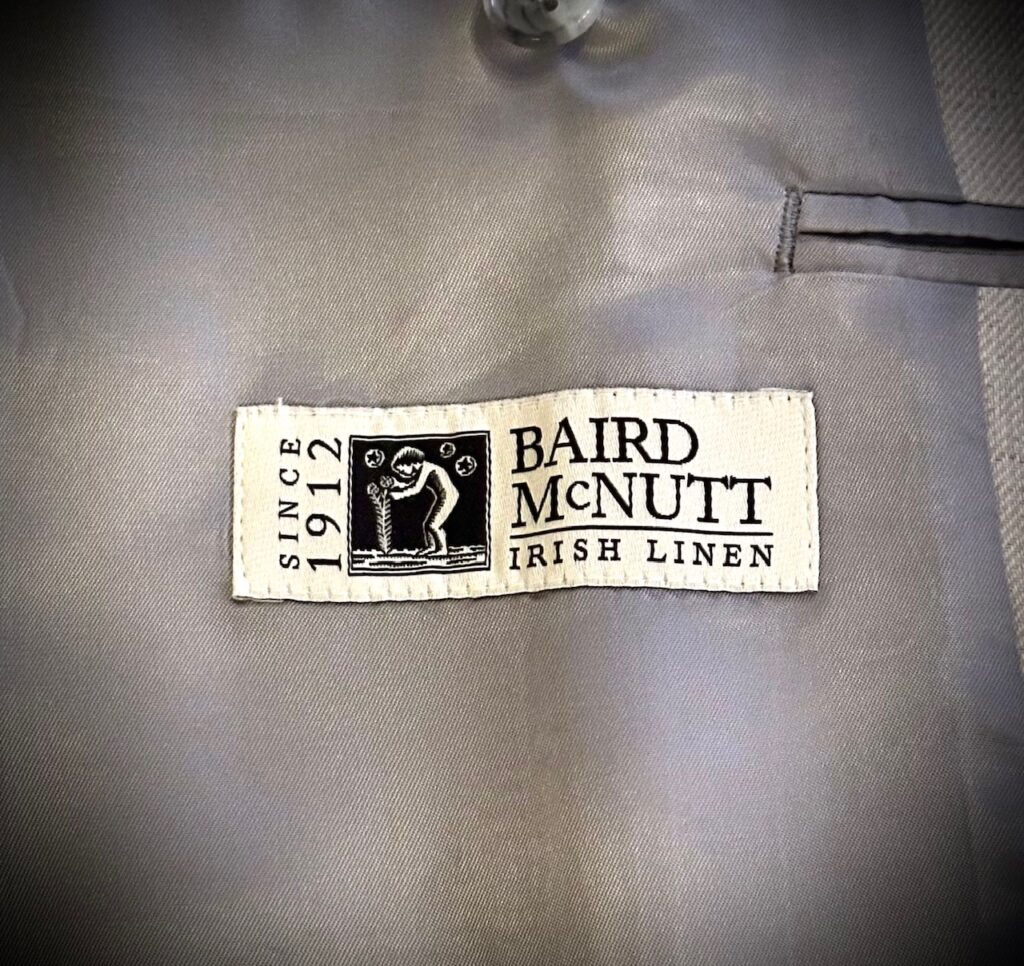 SINCE
1912
BAIRD
McNUTT
IRISH LINEN